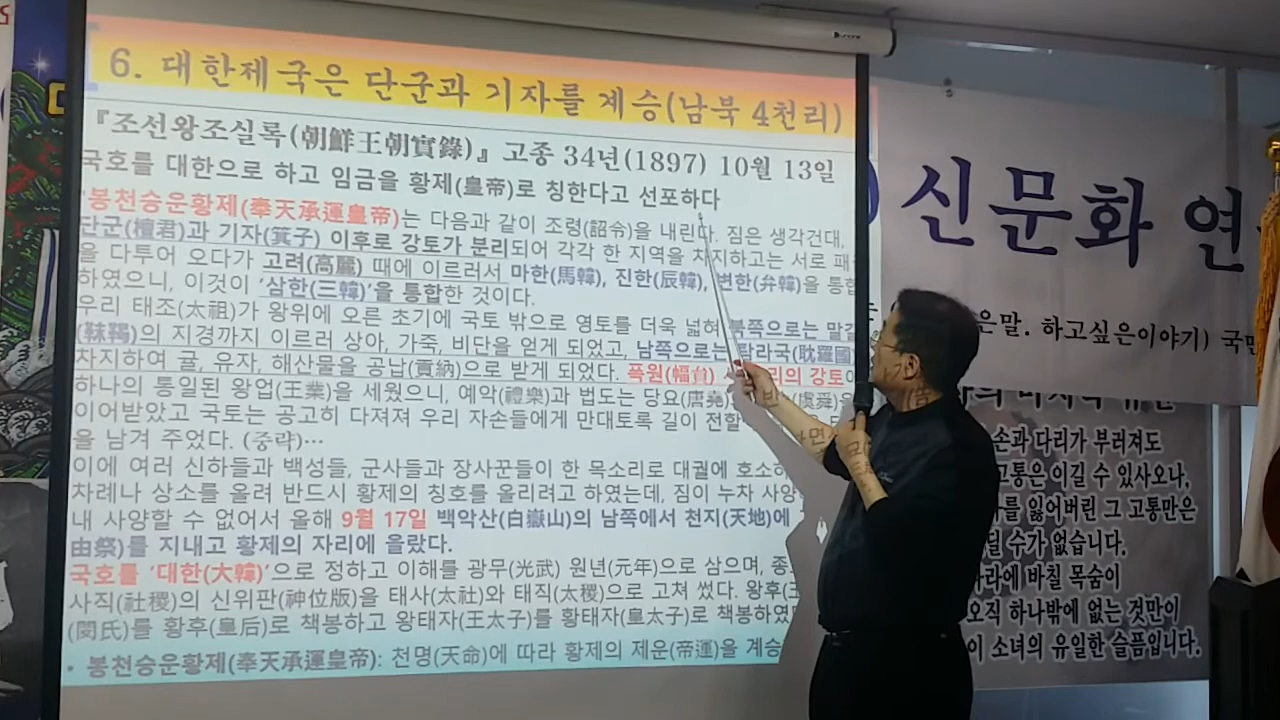 6. 대한제국은 단군과 기자를 계승(남북 4천리)
『조선왕조실록(朝鮮王朝實錄)』 고종 34년(1897) 10월 13일
국호를 대한으로 하고 임금을 황제(皇帝)로 칭한다고 선포하다
'봉천승운황제(奉天承運皇帝)는 다음과 같이 조령(詔令)을 내린다. 짐은 생각건대,
단군(檀君)과 기자(箕子) 이후로 강토가 분리되어 각각 한 지역을 차지하고는 서로 패
을 다투어 오다가 고려(高麗) 때에 이르러서 마한(馬韓), 진한(辰韓), 변한(弁韓)을 통합
하였으니, 이것이 '삼한(三韓)'을 통합한 것이다.
우리 태조(太祖)가 왕위에 오른 초기에 국토 밖으로 영토를 더욱 넓혀 북쪽으로는 말갈
(靺鞨)의 지경까지 이르러 상아, 가죽, 비단을 얻게 되었고, 남쪽으로는 탐라국(耽羅國
차지하여 귤, 유자, 해산물을 공납(貢納)으로 받게 되었다. 폭원(幅員) 리의 강토
하나의 통일된 왕업(王業)을 세웠으니, 예악(禮樂)과 법도는 당요(唐堯) (虞舜)을
이어받았고 국토는 공고히 다져져 우리 자손들에게 만대토록 길이 전할
을 남겨 주었다. (중략)…
이에 여러 신하들과 백성들, 군사들과 장사꾼들이 한 목소리로 대궐에 호소하
차례나 상소를 올려 반드시 황제의 칭호를 올리려고 하였는데, 짐이 누차 사양
내 사양할 수 없어서 올해 9월 17일 백악산(白嶽山)의 남쪽에서 천지(天地)에
由祭)를 지내고 황제의 자리에 올랐다.
국호를 '대한(大韓)'으로 정하고 이해를 광무(光武) 원년(元年)으로 삼으며, 종
사직(社稷)의 신위판(神位版)을 태사(太社)와 태직(太稷)으로 고쳐 썼다. 왕후(王
(閔氏)를 황후(皇后)로 책봉하고 왕태자(王太子)를 황태자(皇太子)로 책봉하였
• 봉천승운황제(奉天承運皇帝): 천명(天命)에 따라 황제의 제운(帝運)을 계승
신문화 연
은말. 하고싶은이야기) 국민
손과 다리가 부러져도
고통은 이길 수 있사오나,
를 잃어버린 그 고통만은
딜 수가 없습니다.
나라에 바칠 목숨이
오직 하나밖에 없는 것만이
이 소녀의 유일한 슬픔입니다.